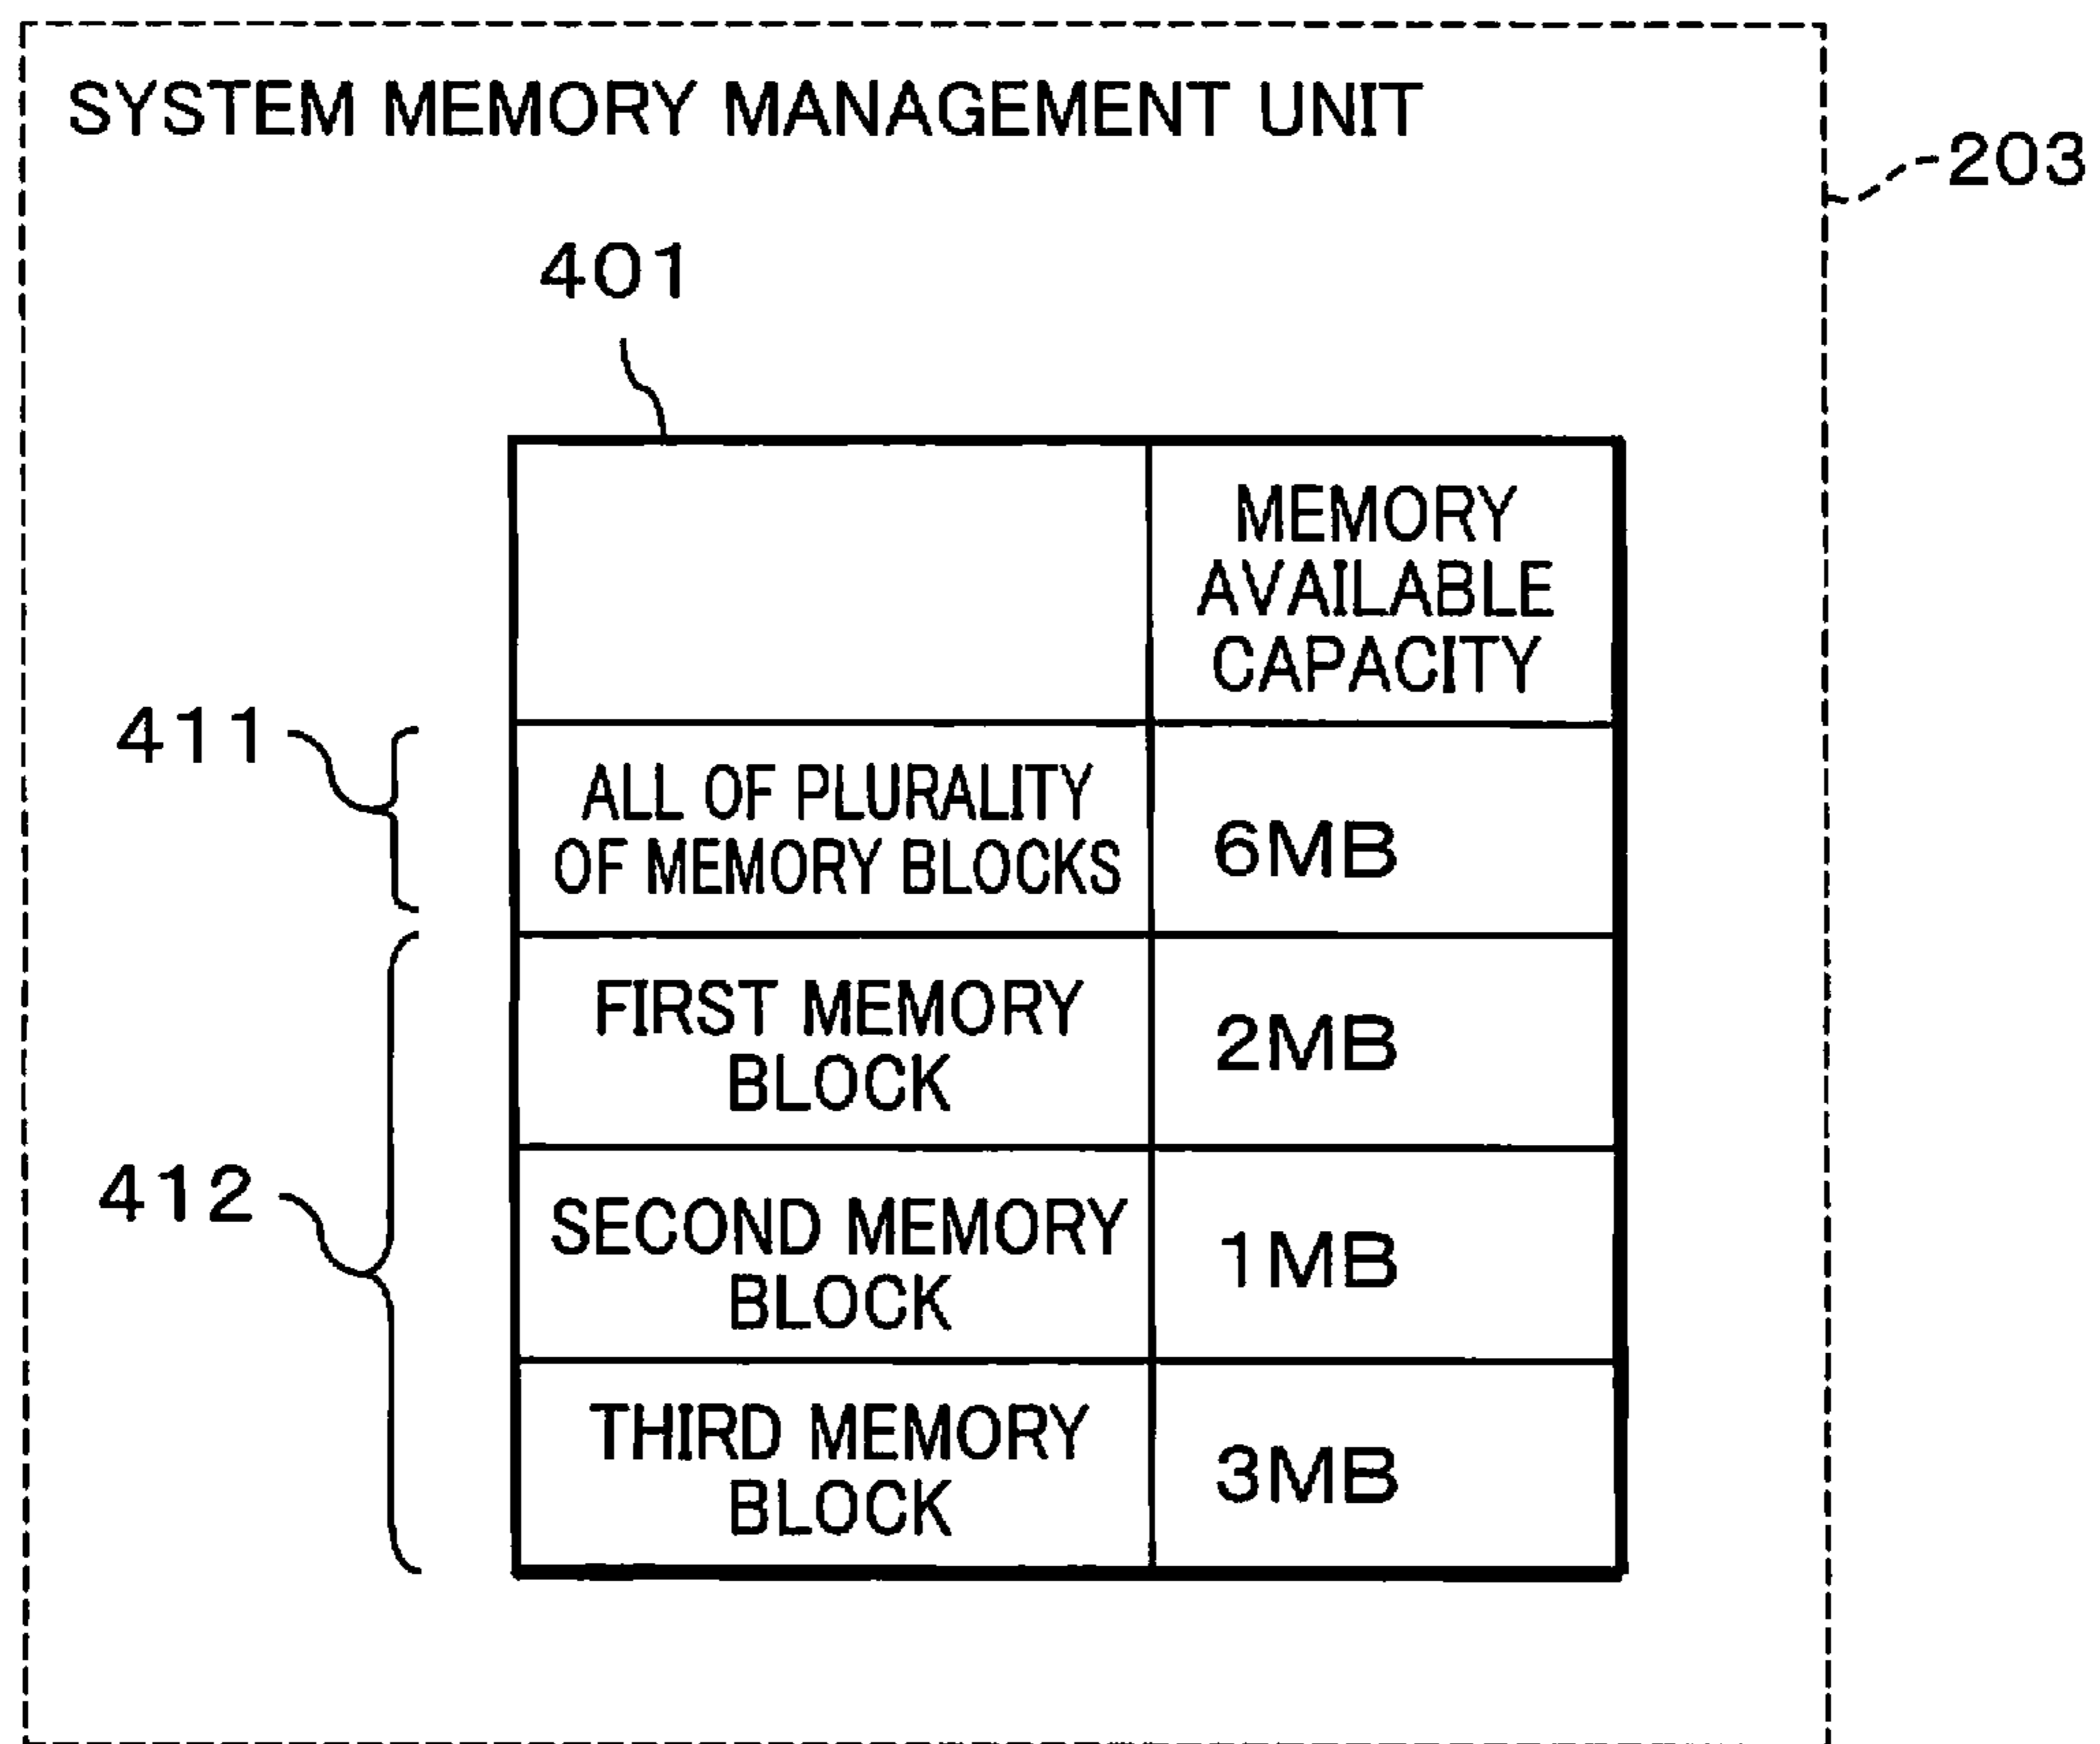 SYSTEM MEMORY MANAGEMENT UNIT
203
401
MEMORY
AVAILABLE
CAPACITY
411
ALL OF PLURALITY
OF MEMORY BLOCKS
6MB
FIRST MEMORY
BLOCK
2MB
412
SECOND MEMORY
BLOCK
1MB
THIRD MEMORY
BLOCK
3MB